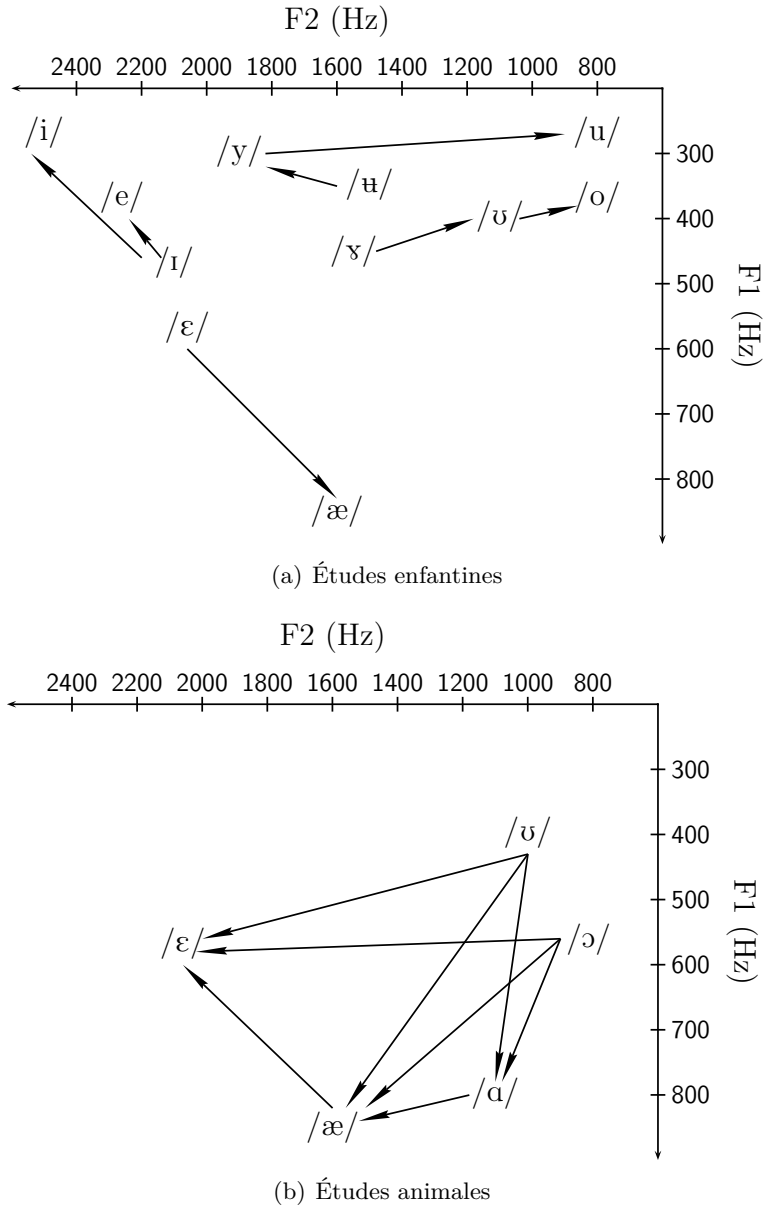 F2 (Hz)
2400 2200 2000 1800 1600 1400 1200 1000 800
/i/
/y/
/u/
300
/e/
/ʉ/
/o/
/ʊ/
400
/ɪ/
/ɤ/
500
F1 (Hz)
/ɛ/
600
700
800
/æ/
(a) Études enfantines
F2 (Hz)
2400 2200 2000 1800 1600 1400 1200 1000 800
300
/ʊ/
400
500
F1 (Hz)
/ɛ/
/ɔ/
600
700
/ɑ/
800
/æ/
(b) Études animales